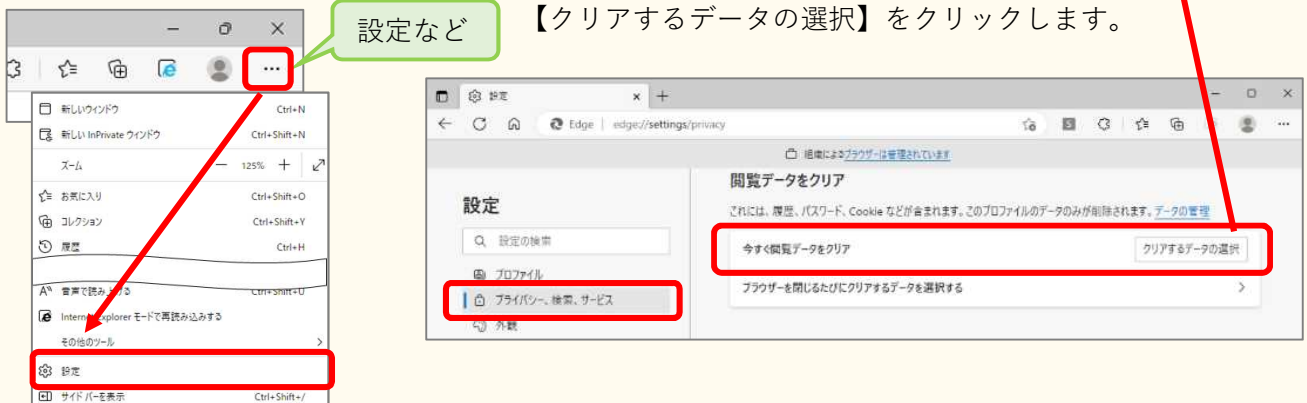 設定など
【クリアするデータの選択】をクリックします。
新しいウィンドウ Ctrl+N
新しい InPrivate ウィンドウ Ctrl+Shift+N
ズーム − 125% +
お気に入り Ctrl+Shift+O
コレクション Ctrl+Shift+Y
履歴 Ctrl+H
音声で読み上げる Ctrl+Shift+U
Internet Explorer モードで再読み込みする
その他のツール
設定
サイド バーを表示 Ctrl+Shift+/
設定
Edge | edge://settings/privacy
組織によるブラウザーは管理されています
設定
設定の検索
プロファイル
プライバシー、検索、サービス
外観
閲覧データをクリア
これには、履歴、パスワード、Cookie などが含まれます。このプロファイルのデータのみが削除されます。データの管理
今すぐ閲覧データをクリア クリアするデータの選択
ブラウザーを閉じるたびにクリアするデータを選択する